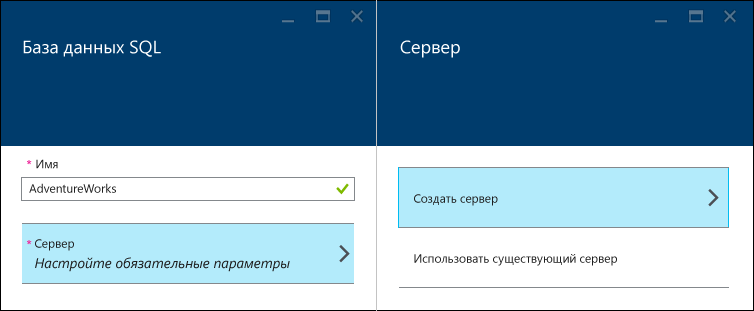 База данных SQL
* Имя
AdventureWorks
* Сервер
Настройте обязательные параметры
Сервер
Создать сервер
Использовать существующий сервер